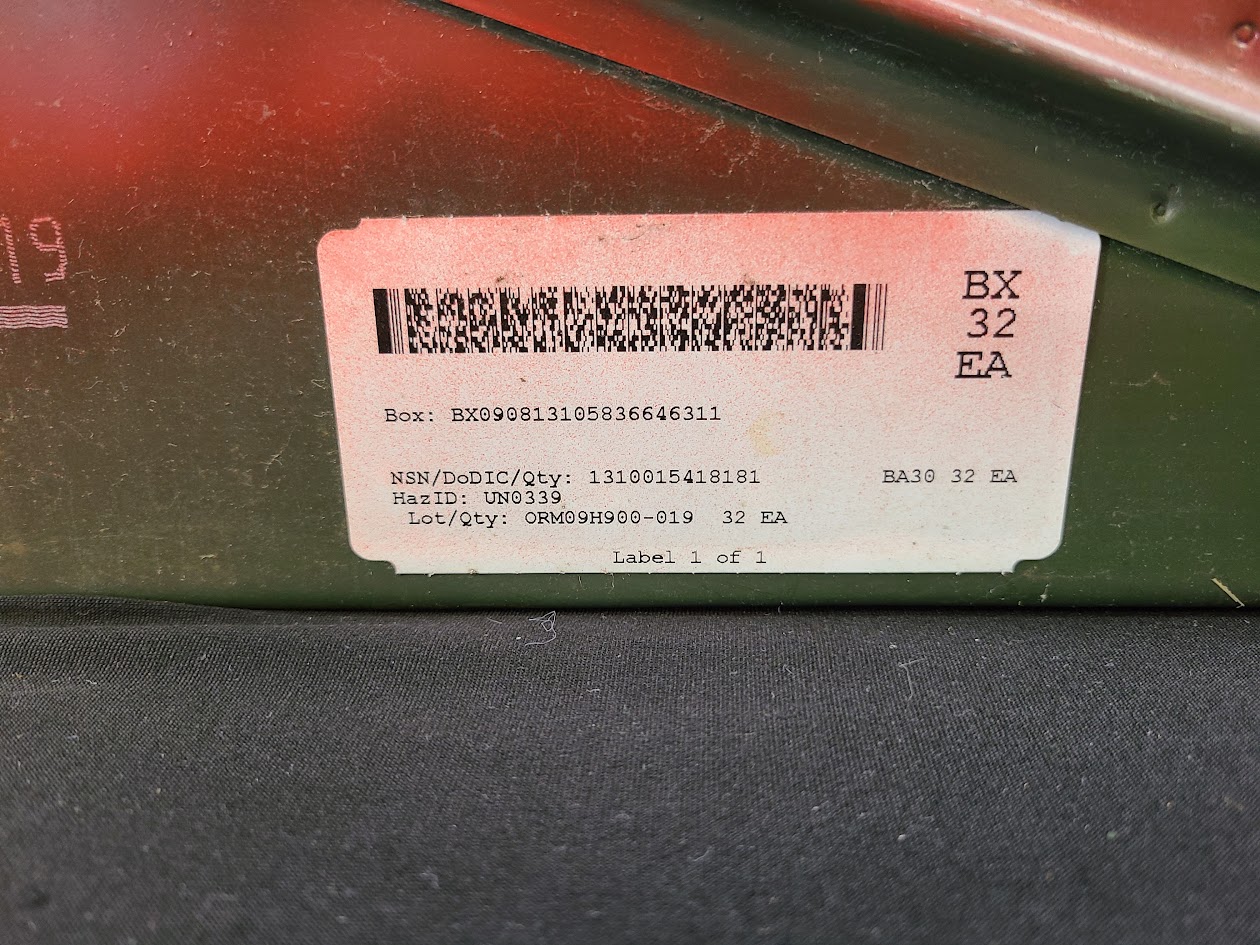 BX
32
EA
Box: BX090813105836646311
NSN/DoDIC/Qty: 1310015418181 BA30 32 EA
HazID: UN0339
Lot/Qty: ORM09H900-019 32 EA
Label 1 of 1